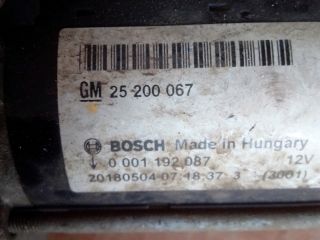 GM 25 200 067
BOSCH Made in Hungary
0 001 192 087 12V
20180504 07 18:37 3 (3001)